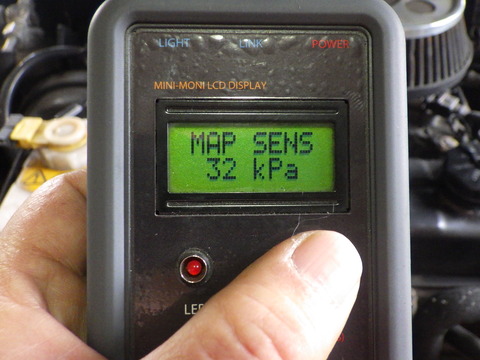 LIGHT LINK POWER
MINI-MONI LCD DISPLAY
MAP SENS
32 kPa